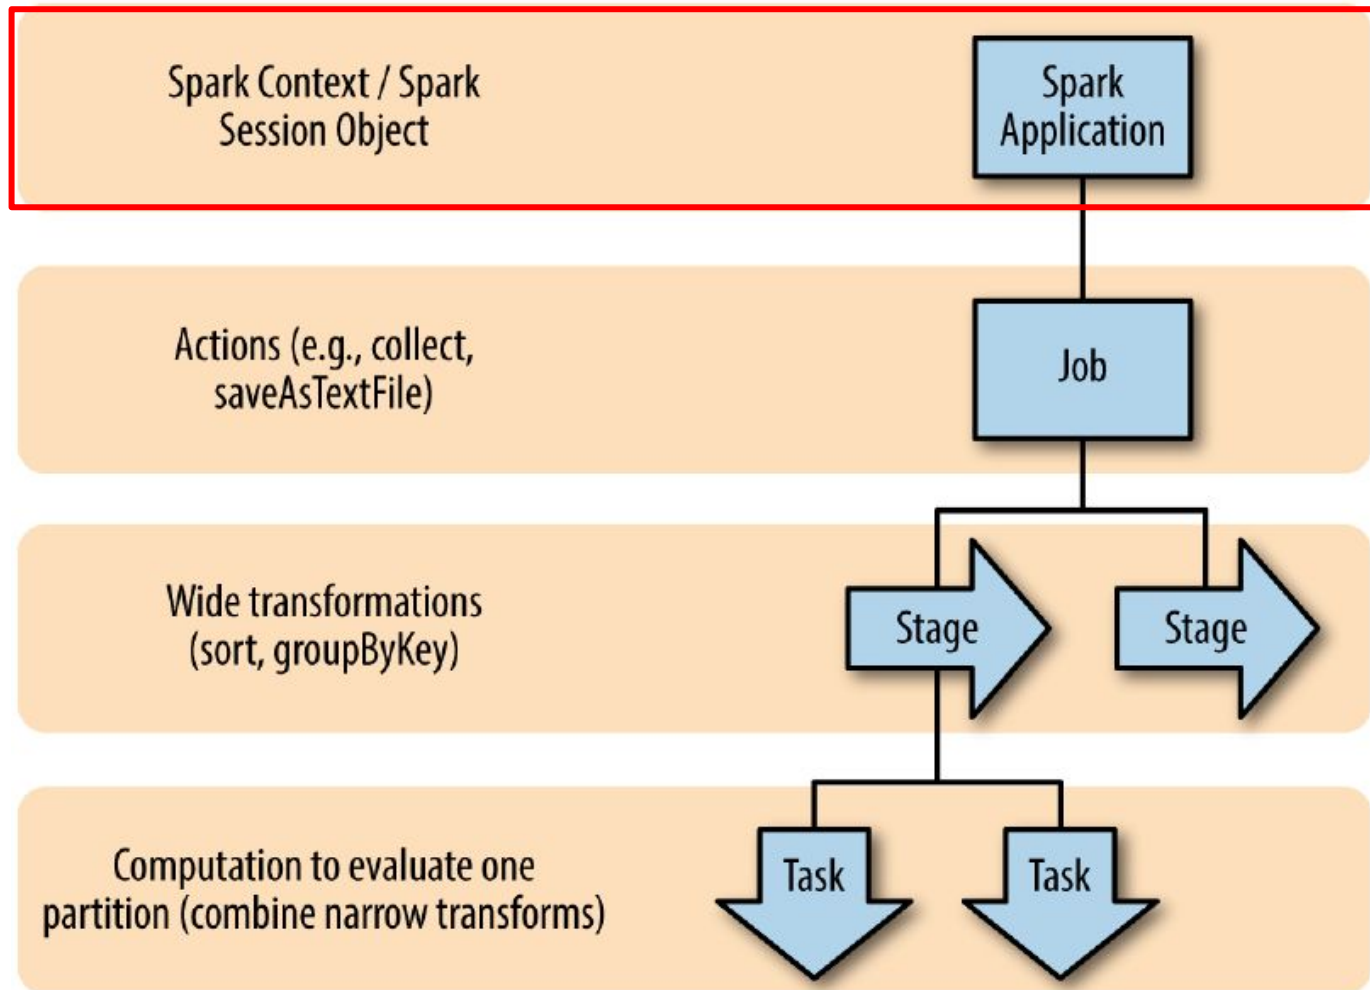 Spark Context / Spark
Session Object
Spark
Application
Actions (e.g., collect,
saveAsTextFile)
Job
Wide transformations
(sort, groupByKey)
Stage
Stage
Computation to evaluate one
partition (combine narrow transforms)
Task
Task